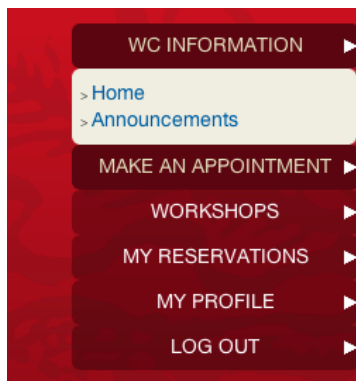 WC INFORMATION
> Home
> Announcements
MAKE AN APPOINTMENT
WORKSHOPS
MY RESERVATIONS
MY PROFILE
LOG OUT